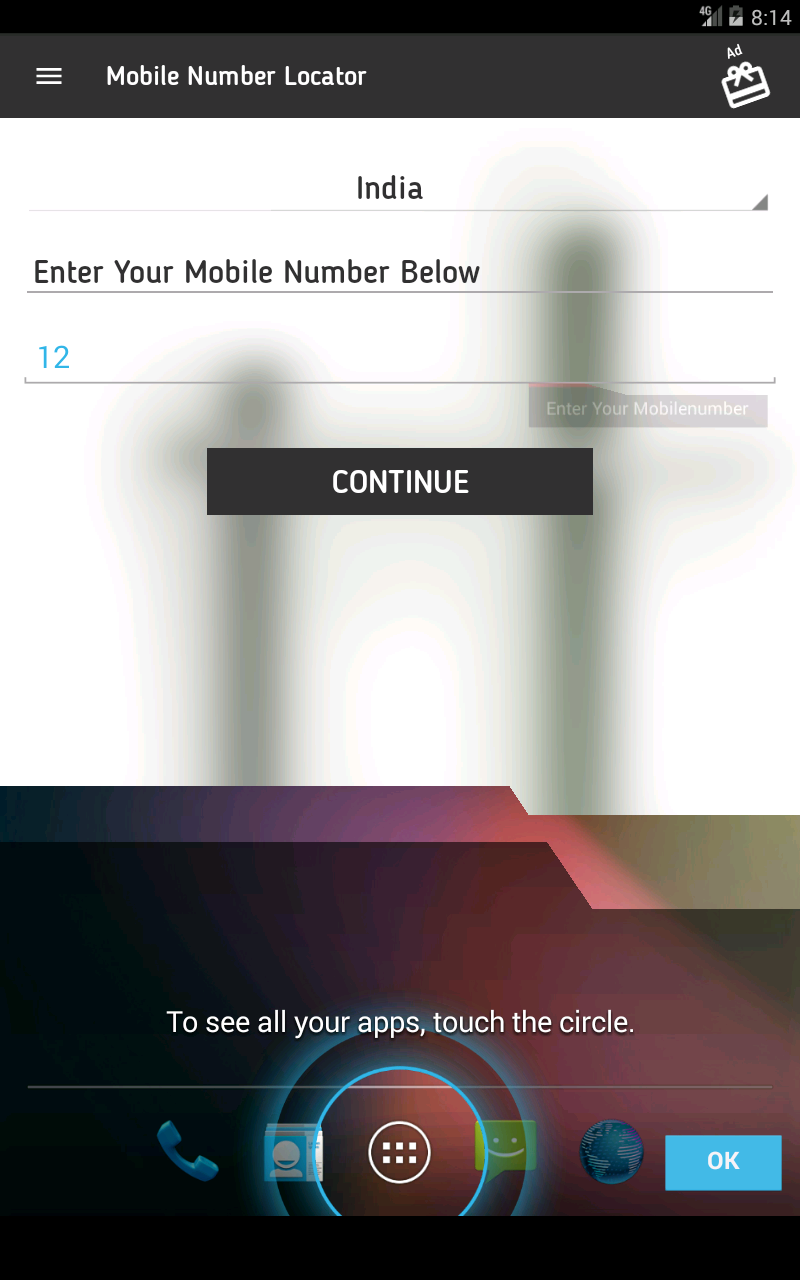 4G 8:14
Mobile Number Locator
Ad
India
Enter Your Mobile Number Below
12
Enter Your Mobilenumber
CONTINUE
To see all your apps, touch the circle.
OK